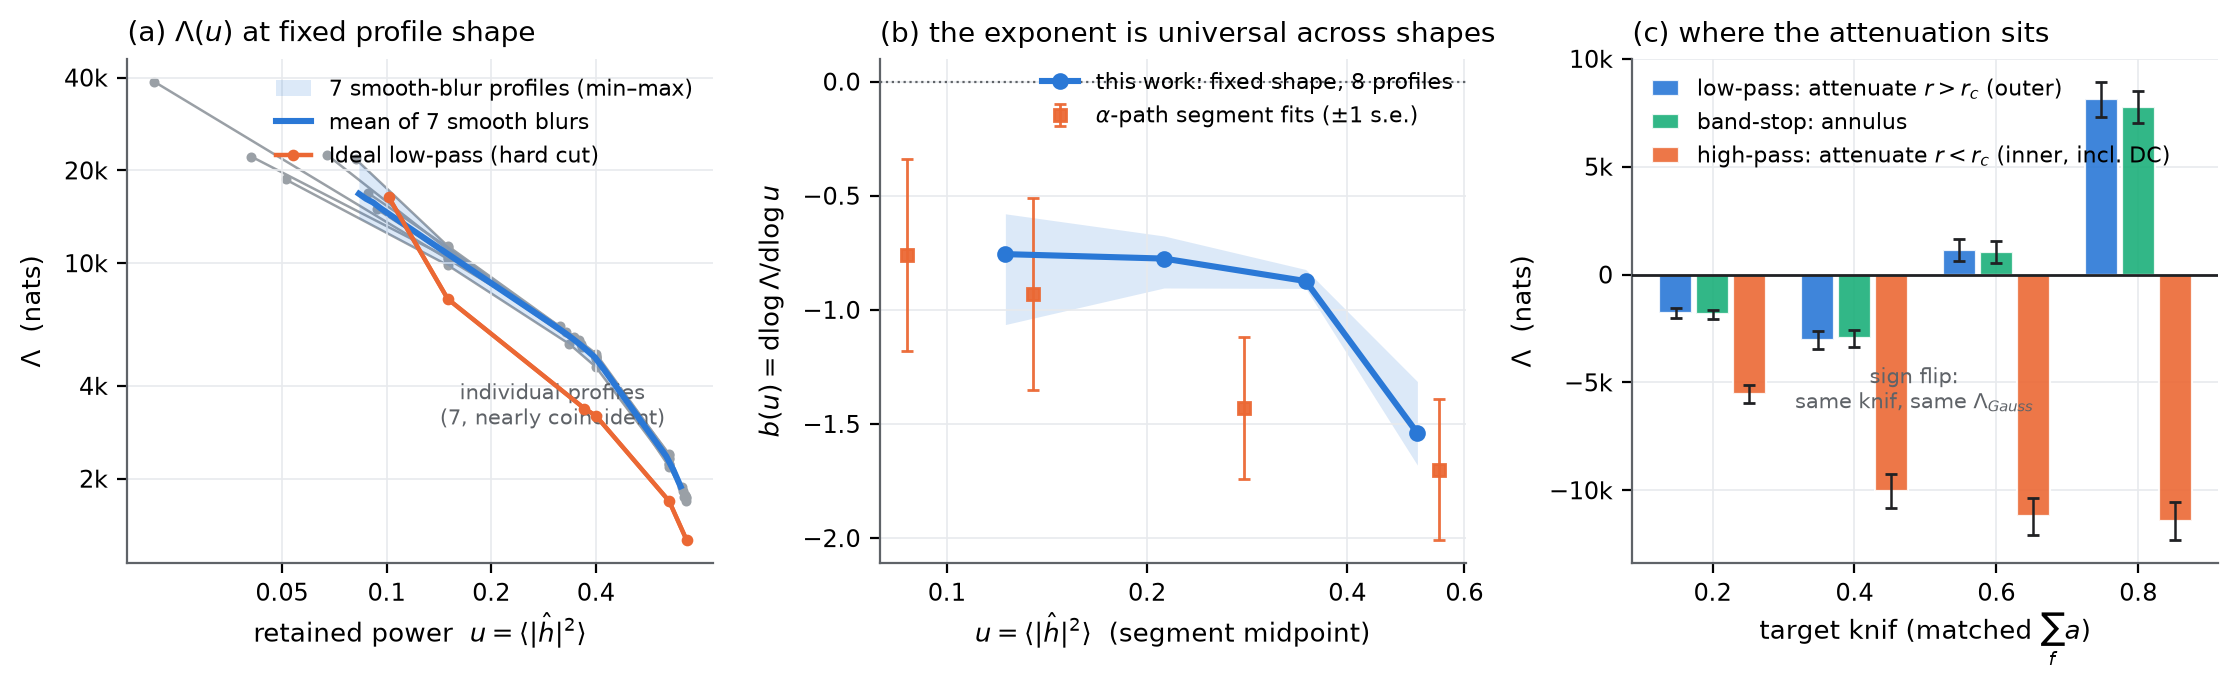 (a) Λ(u) at fixed profile shape
40k
20k
10k
4k
2k
Λ (nats)
7 smooth-blur profiles (min–max)
mean of 7 smooth blurs
Ideal low-pass (hard cut)
individual profiles
(7, nearly coincident)
0.05
0.1
0.2
0.4
retained power u = ⟨|ĥ|²⟩
(b) the exponent is universal across shapes
0.0
−0.5
−1.0
−1.5
−2.0
b(u) = dlog Λ/dlog u
this work: fixed shape, 8 profiles
α-path segment fits (±1 s.e.)
0.1
0.2
0.4
0.6
u = ⟨|ĥ|²⟩ (segment midpoint)
(c) where the attenuation sits
10k
5k
0
−5k
−10k
Λ (nats)
low-pass: attenuate r > r_c (outer)
band-stop: annulus
high-pass: attenuate r < r_c (inner, incl. DC)
sign flip:
same knif, same Λ_Gauss
0.2
0.4
0.6
0.8
target knif (matched ∑_f a)